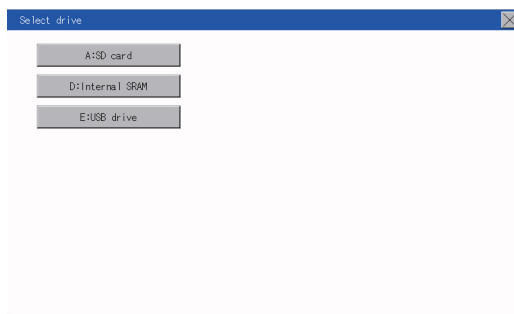 Select drive
A:SD card
D:Internal SRAM
E:USB drive